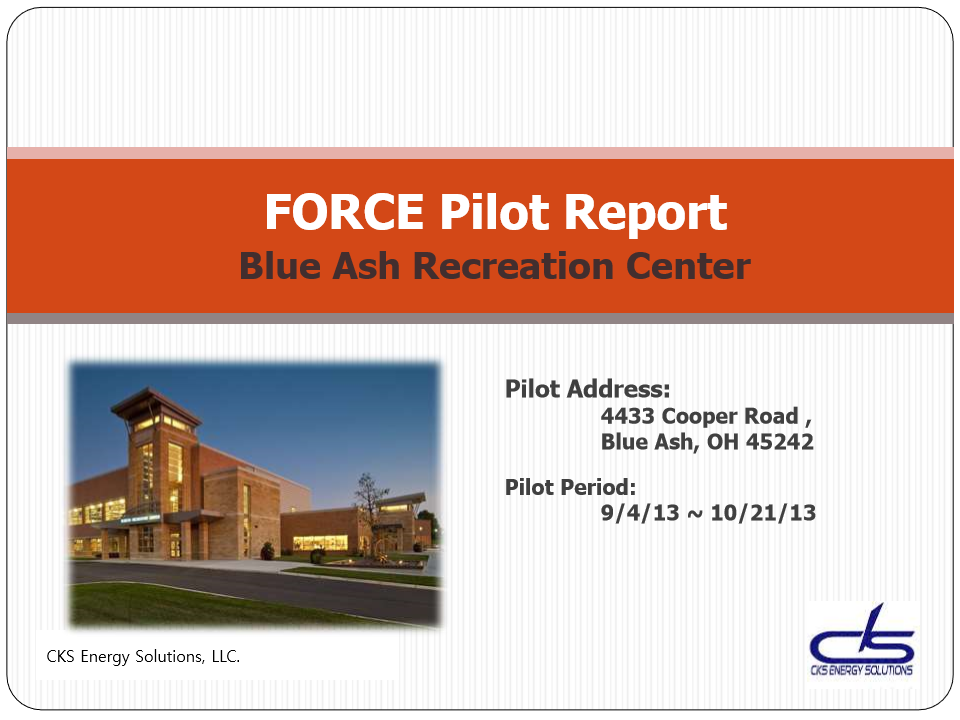 FORCE Pilot Report
Blue Ash Recreation Center
Pilot Address:
4433 Cooper Road ,
Blue Ash, OH 45242
Pilot Period:
9/4/13 ~ 10/21/13
CKS Energy Solutions, LLC.
CKS
CKS ENERGY SOLUTIONS